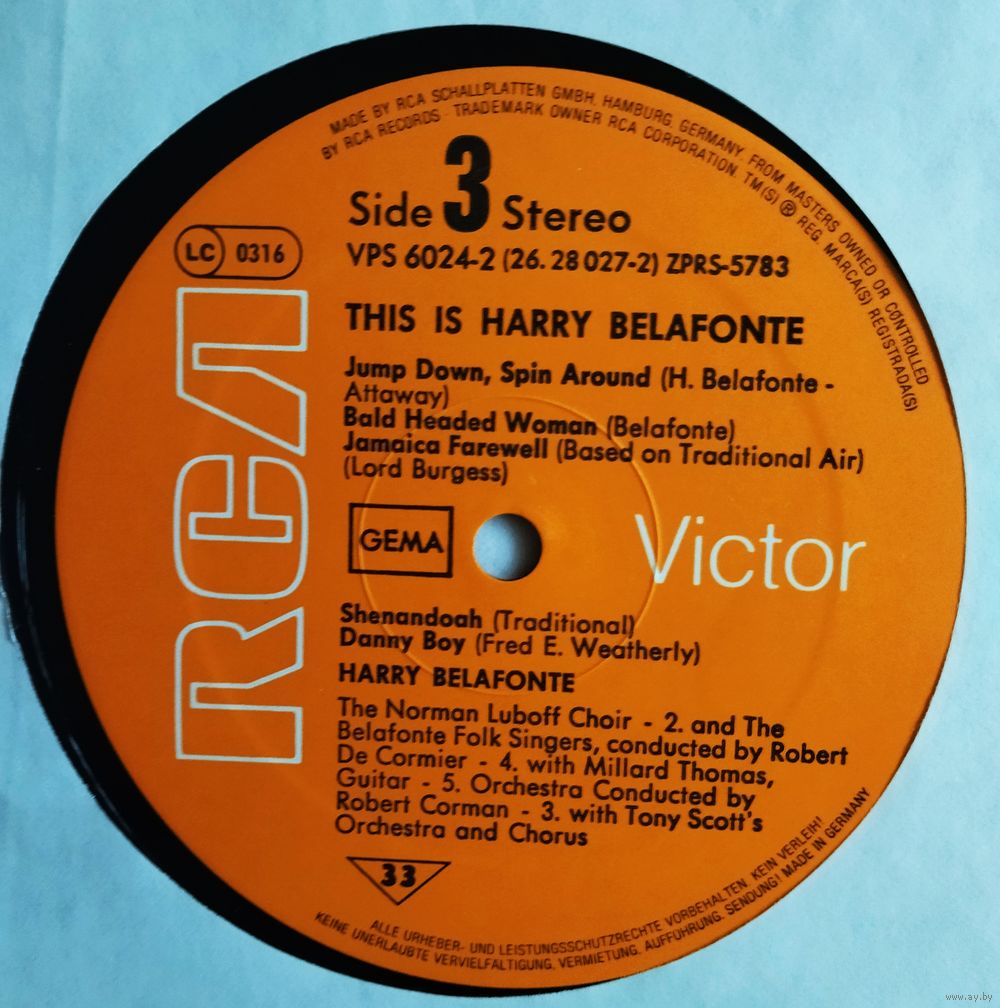 MADE BY RCA SCHALLPLATTEN GMBH, HAMBURG, GERMANY, FROM MASTERS OWNED OR CONTROLLED
BY RCA RECORDS · TRADEMARK OWNER RCA CORPORATION. TM(S) ® REG. MARCA(S) REGISTRADA(S)
Side 3 Stereo
VPS 6024-2 (26.28 027-2) ZPRS-5783
LC 0316
RCA
THIS IS HARRY BELAFONTE
Jump Down, Spin Around (H. Belafonte -
Attaway)
Bald Headed Woman (Belafonte)
Jamaica Farewell (Based on Traditional Air)
(Lord Burgess)
GEMA
Victor
Shenandoah (Traditional)
Danny Boy (Fred E. Weatherly)
HARRY BELAFONTE
The Norman Luboff Choir - 2. and The
Belafonte Folk Singers, conducted by Robert
De Cormier - 4. with Millard Thomas,
Guitar - 5. Orchestra Conducted by
Robert Corman - 3. with Tony Scott's
Orchestra and Chorus
33
ALLE URHEBER- UND LEISTUNGSSCHUTZRECHTE VORBEHALTEN. KEIN VERLEIH!
KEINE UNERLAUBTE VERVIELFÄLTIGUNG, VERMIETUNG, AUFFÜHRUNG, SENDUNG! MADE IN GERMANY
www.ay.by